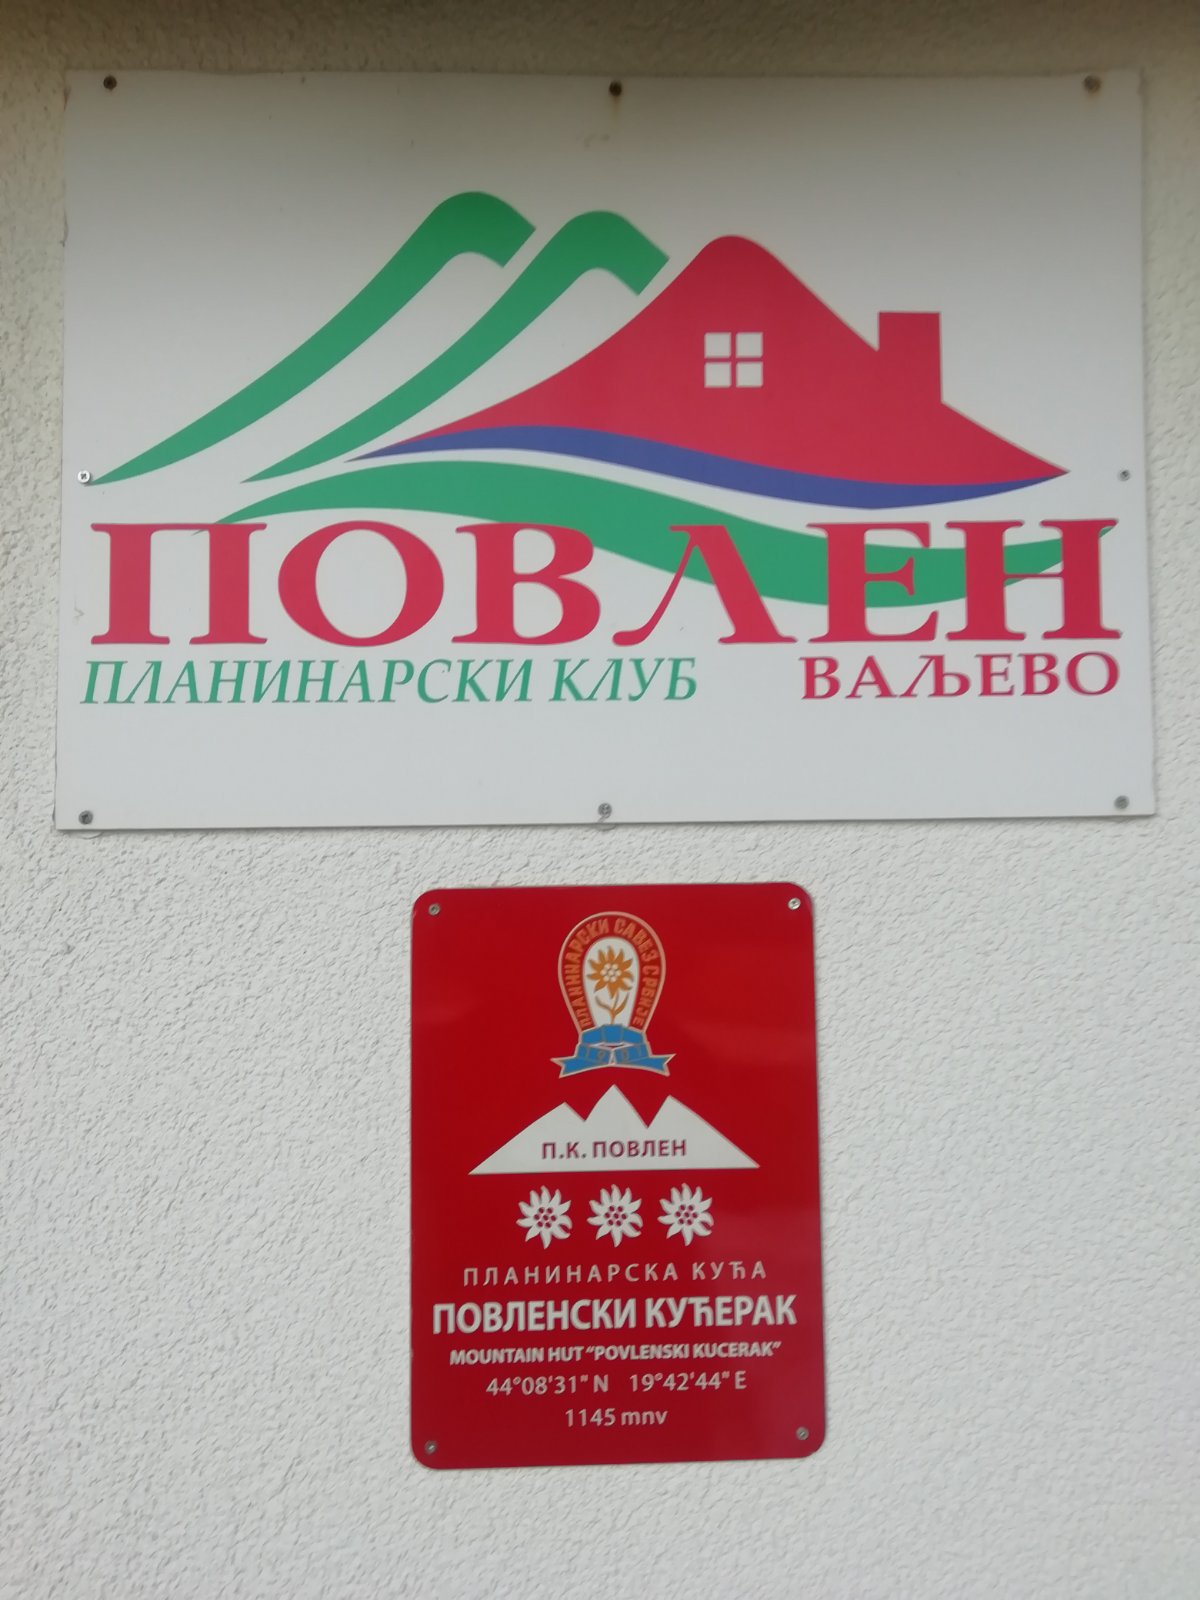 ПОВЛЕН
ПЛАНИНАРСКИ КЛУБ ВАЉЕВО
ПЛАНИНАРСКИ САВЕЗ СРБИЈЕ
1901
П.К. ПОВЛЕН
ПЛАНИНАРСКА КУЋА
ПОВЛЕНСКИ КУЋЕРАК
MOUNTAIN HUT "POVLENSKI KUCERAK"
44°08'31" N 19°42'44" E
1145 mnv